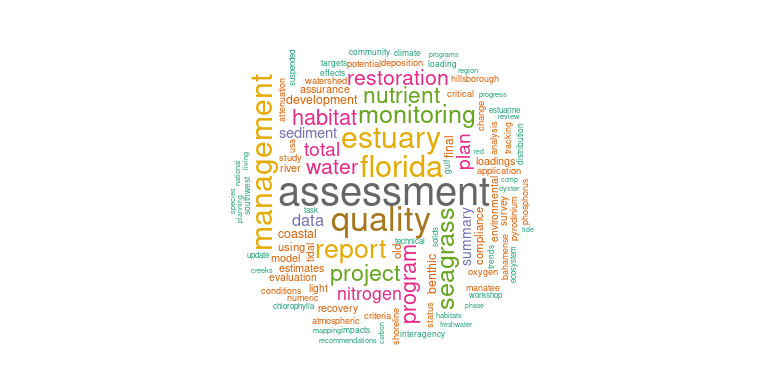 suspended
community climate programs
targets potential deposition loading
effects restoration region
watershed hillsborough
attenuation assurance nutrient critical progress
development estuarine
management habitat monitoring change review
sediment estuary final analysis tracking distribution
usa total plan red
study water florida gulf loadings
river application
living national southwest species planning
assessment comp
oyster
task quality environmental survey pyrodinium phosphorus
data seagrass summary compliance tide
coastal solids
using tidal report old technical trends bahamense ecosystem
update model
estimates project program benthic oxygen
creeks evaluation
conditions light nitrogen manatee
numeric workshop
chlorophylla recovery phase
atmospheric criteria shoreline status habitats
mapping impacts carbon interagency freshwater
recommendations